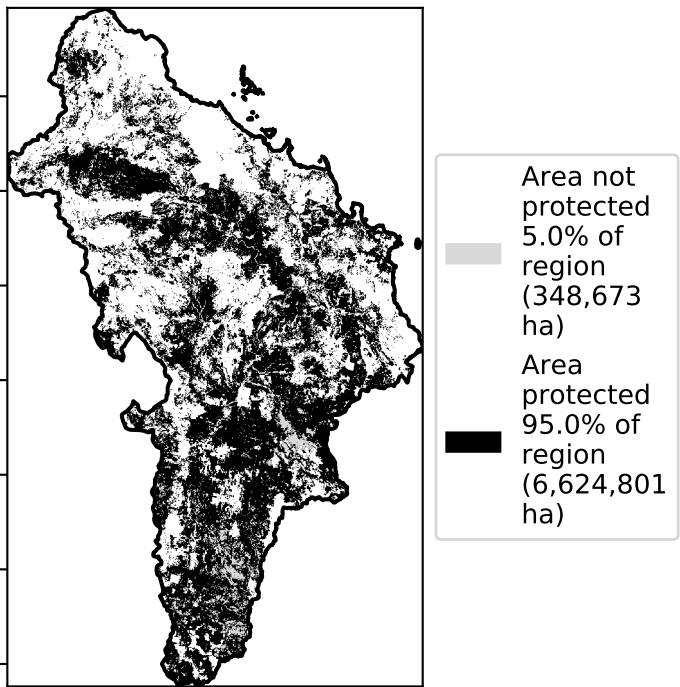 Area not
protected
5.0% of
region
(348,673
ha)
Area
protected
95.0% of
region
(6,624,801
ha)